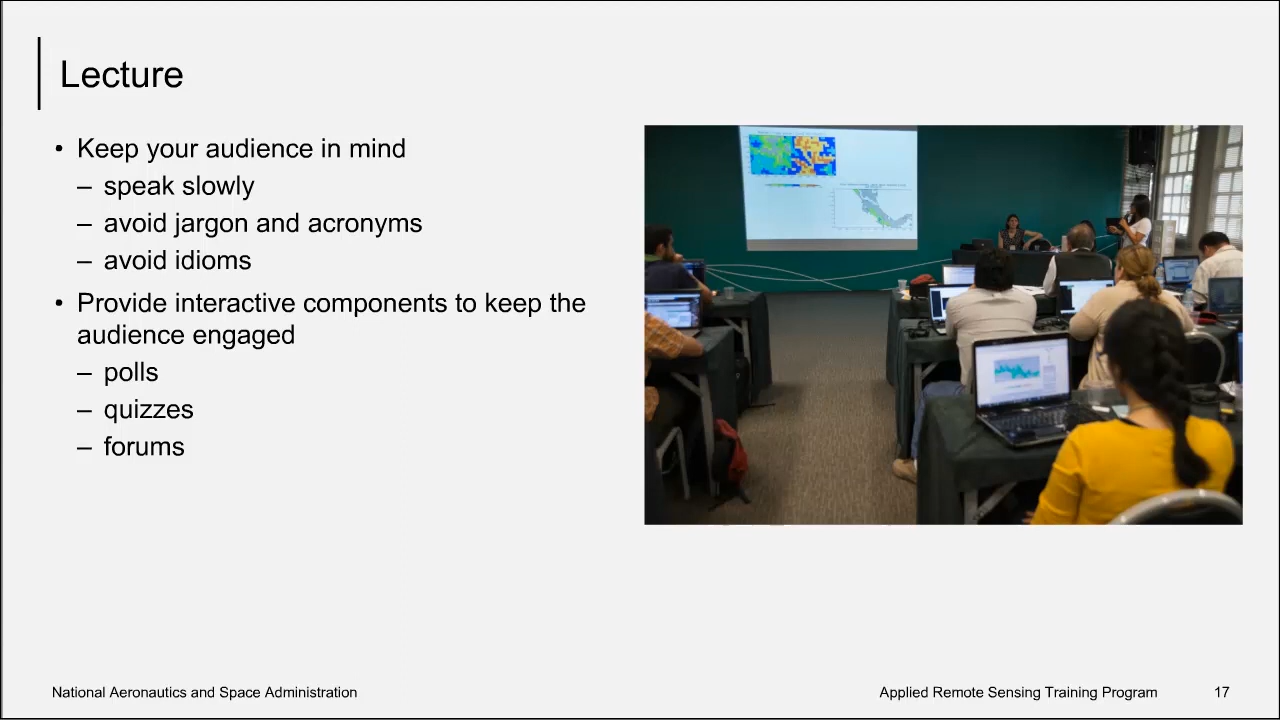 Lecture
• Keep your audience in mind
– speak slowly
– avoid jargon and acronyms
– avoid idioms
• Provide interactive components to keep the
audience engaged
– polls
– quizzes
– forums
National Aeronautics and Space Administration
Applied Remote Sensing Training Program
17